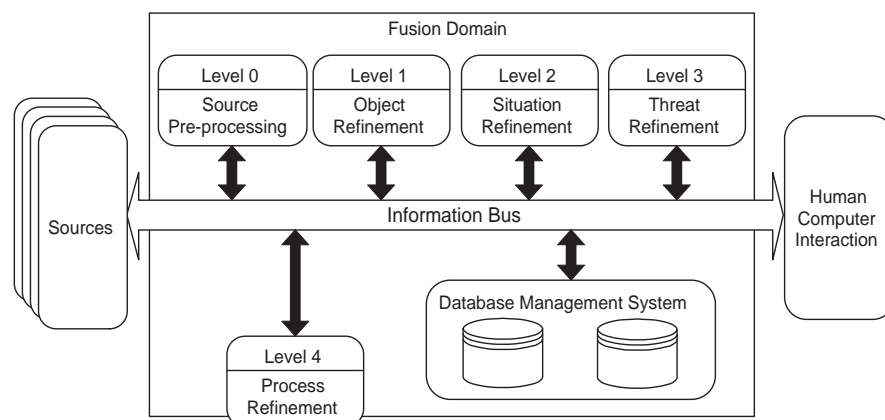 Fusion Domain
Level 0
Source
Pre-processing
Level 1
Object
Refinement
Level 2
Situation
Refinement
Level 3
Threat
Refinement
Sources
Information Bus
Human
Computer
Interaction
Database Management System
Level 4
Process
Refinement